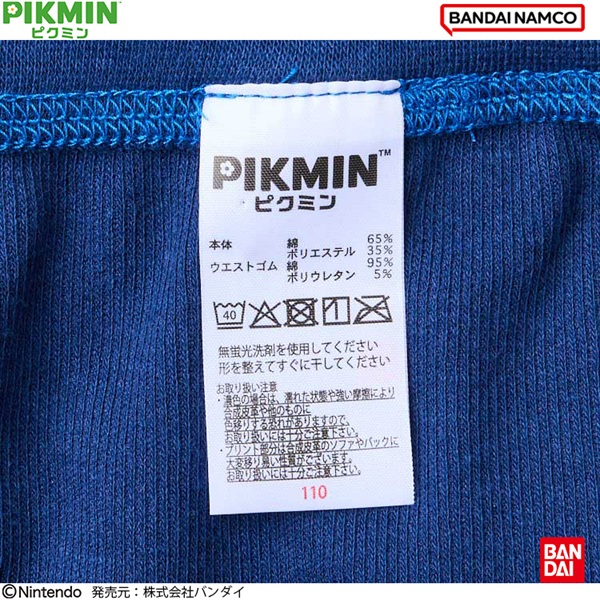 PIKMIN
ピクミン
BANDAI NAMCO
PIKMIN™
ピクミン
本体 綿 65%
ポリエステル 35%
ウエストゴム 綿 95%
ポリウレタン 5%
40
無蛍光洗剤を使用してください
形を整えてすぐに干してください
お取り扱い注意
・濃色の場合は、濡れた状態や強い摩擦により
合成皮革や他のものに
色移りする恐れがありますので、
お取り扱いには十分ご注意下さい。
・プリント部分は合成皮革のソファやバックに
大変移り易い性質がございます。
お取り扱いには十分ご注意下さい。
110
©Nintendo 発売元：株式会社バンダイ
BAN
DAI